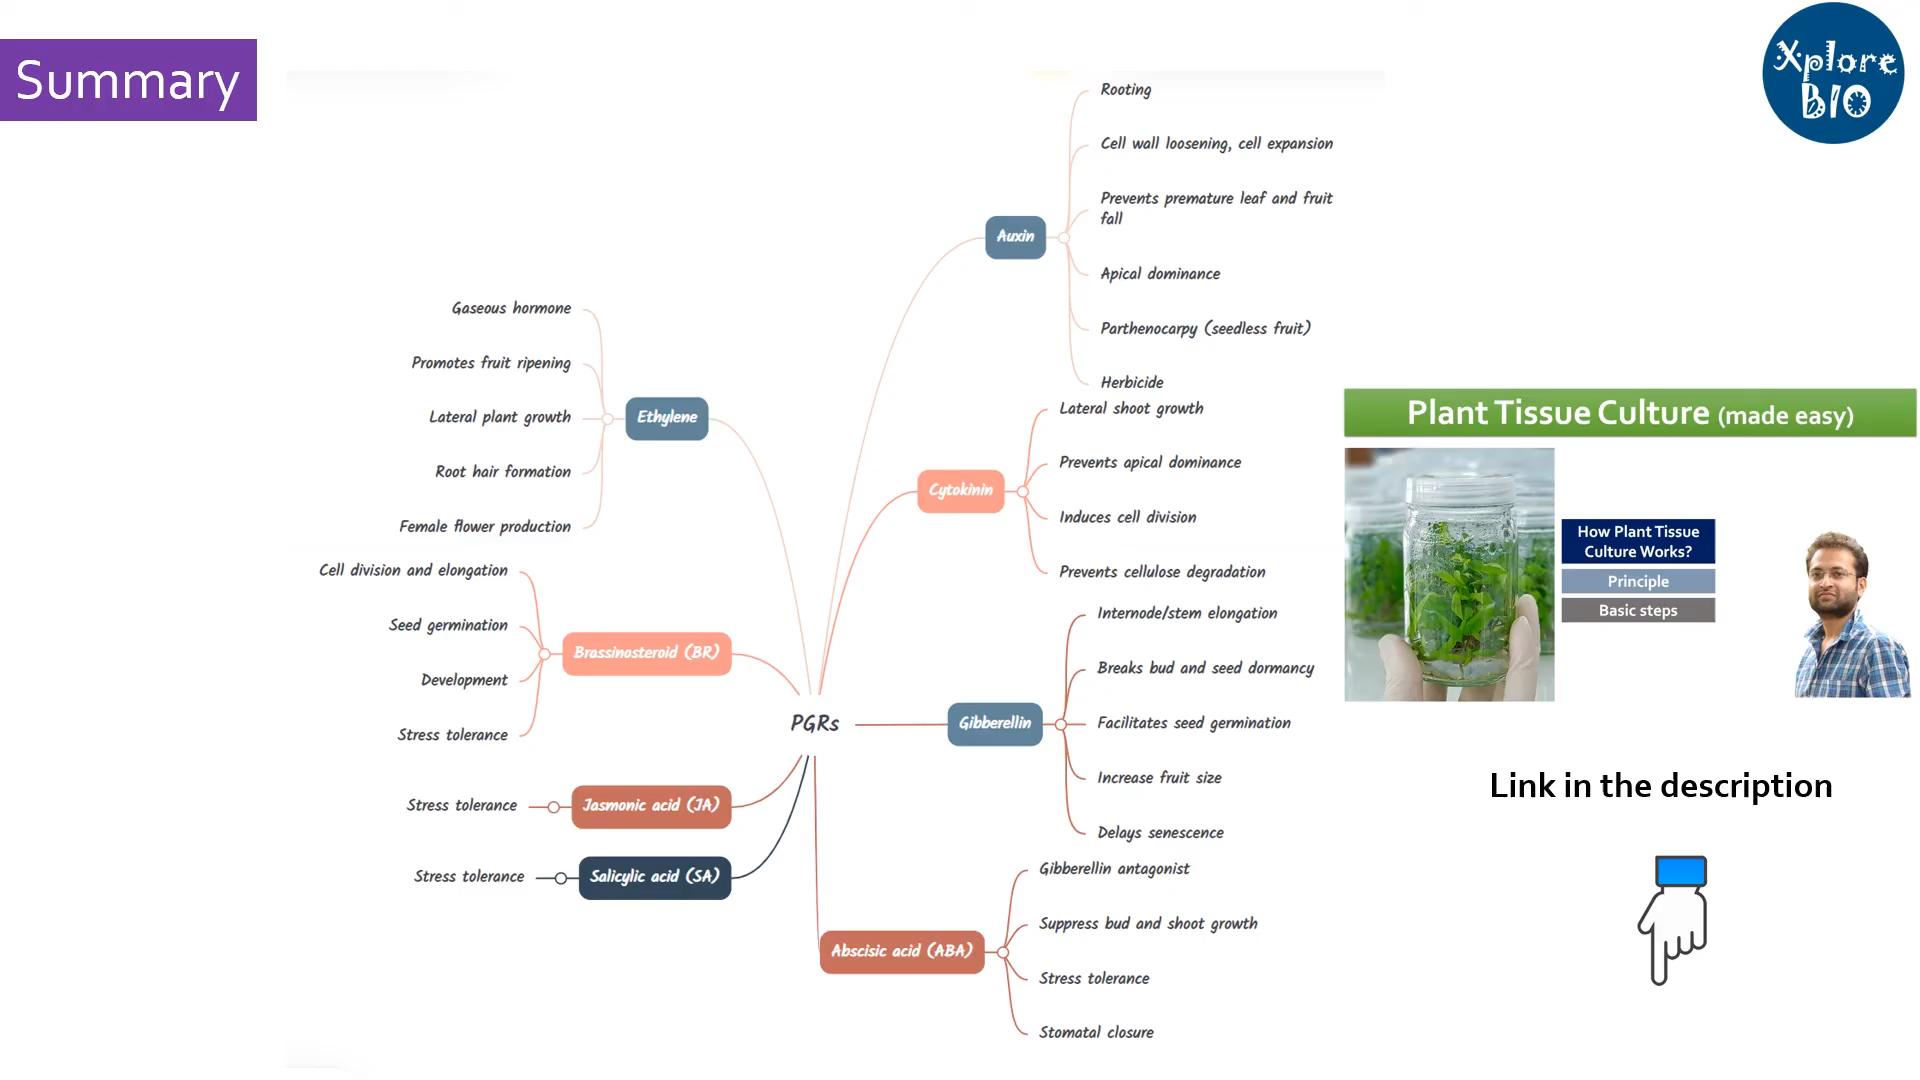 Summary
Xplore
BIO
PGRs
Auxin
Rooting
Cell wall loosening, cell expansion
Prevents premature leaf and fruit
fall
Apical dominance
Parthenocarpy (seedless fruit)
Herbicide
Cytokinin
Lateral shoot growth
Prevents apical dominance
Induces cell division
Prevents cellulose degradation
Gibberellin
Internode/stem elongation
Breaks bud and seed dormancy
Facilitates seed germination
Increase fruit size
Delays senescence
Abscisic acid (ABA)
Gibberellin antagonist
Suppress bud and shoot growth
Stress tolerance
Stomatal closure
Ethylene
Gaseous hormone
Promotes fruit ripening
Lateral plant growth
Root hair formation
Female flower production
Brassinosteroid (BR)
Cell division and elongation
Seed germination
Development
Stress tolerance
Jasmonic acid (JA)
Stress tolerance
Salicylic acid (SA)
Stress tolerance
Plant Tissue Culture (made easy)
How Plant Tissue
Culture Works?
Principle
Basic steps
Link in the description